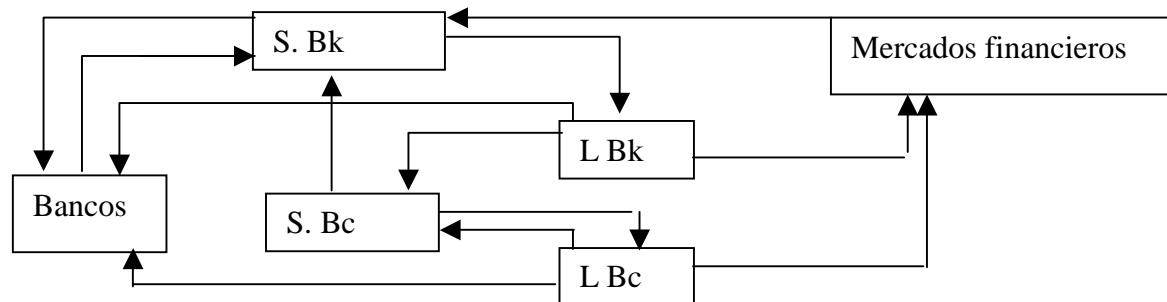 S. Bk
Mercados financieros
L Bk
Bancos
S. Bc
L Bc